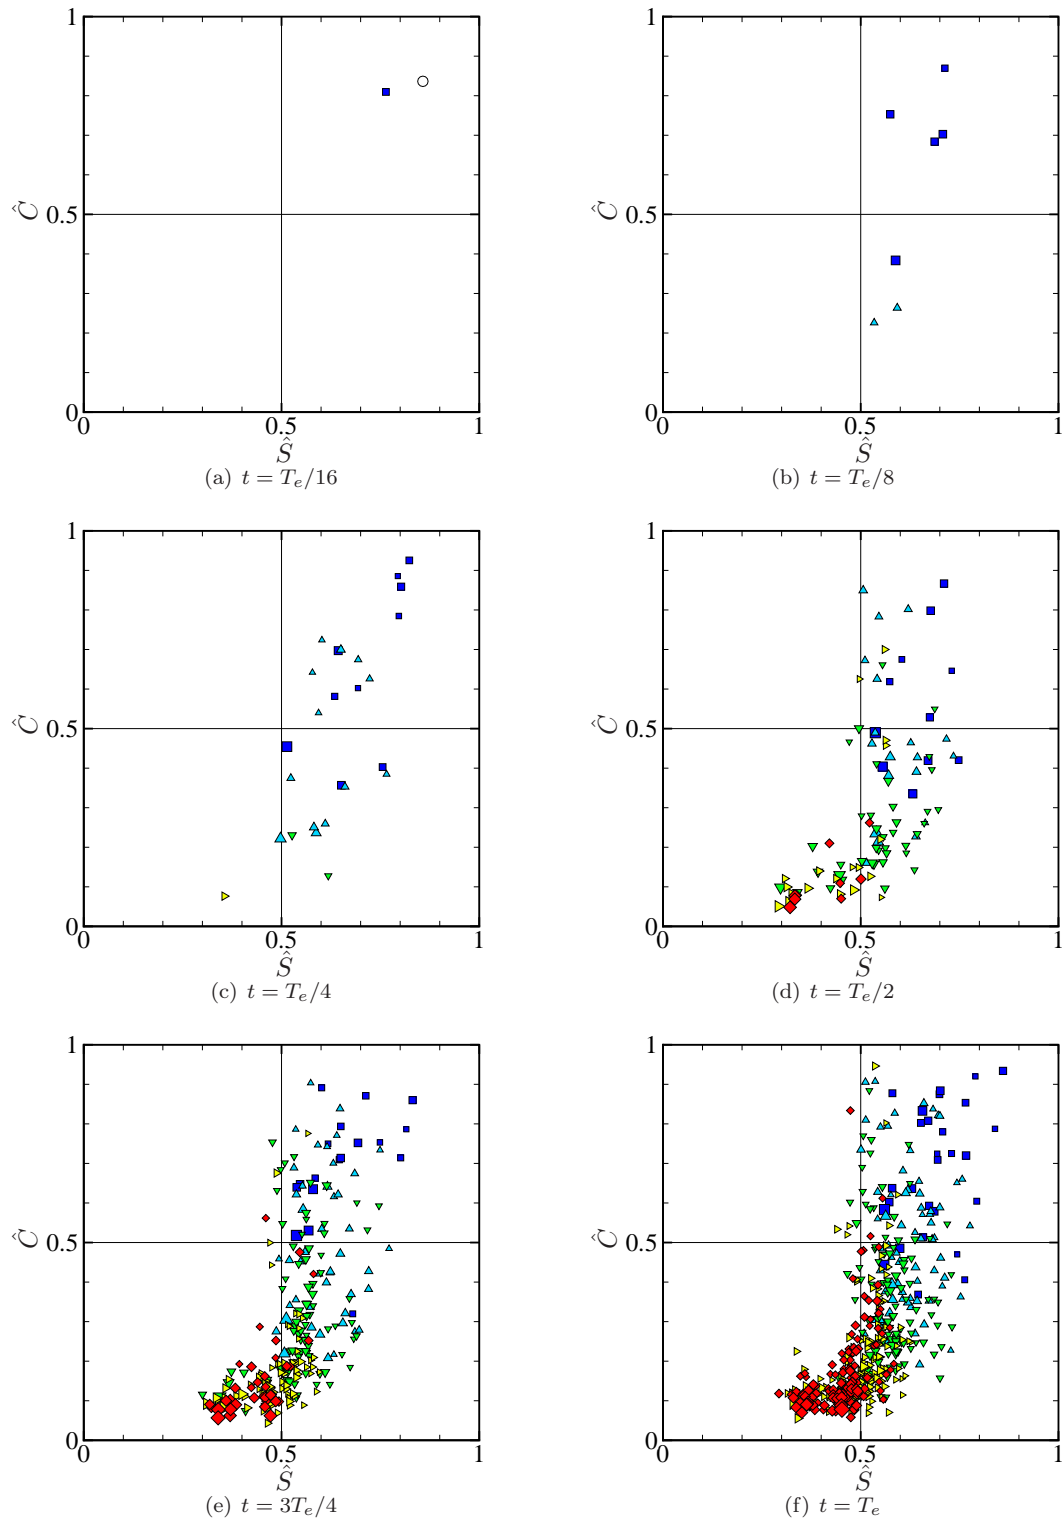 1 1
Ĉ 0.5 Ĉ 0.5
0 0
0 0.5 1 0 0.5 1
Ŝ Ŝ
(a) t = T_e/16 (b) t = T_e/8
1 1
Ĉ 0.5 Ĉ 0.5
0 0
0 0.5 1 0 0.5 1
Ŝ Ŝ
(c) t = T_e/4 (d) t = T_e/2
1 1
Ĉ 0.5 Ĉ 0.5
0 0
0 0.5 1 0 0.5 1
Ŝ Ŝ
(e) t = 3T_e/4 (f) t = T_e